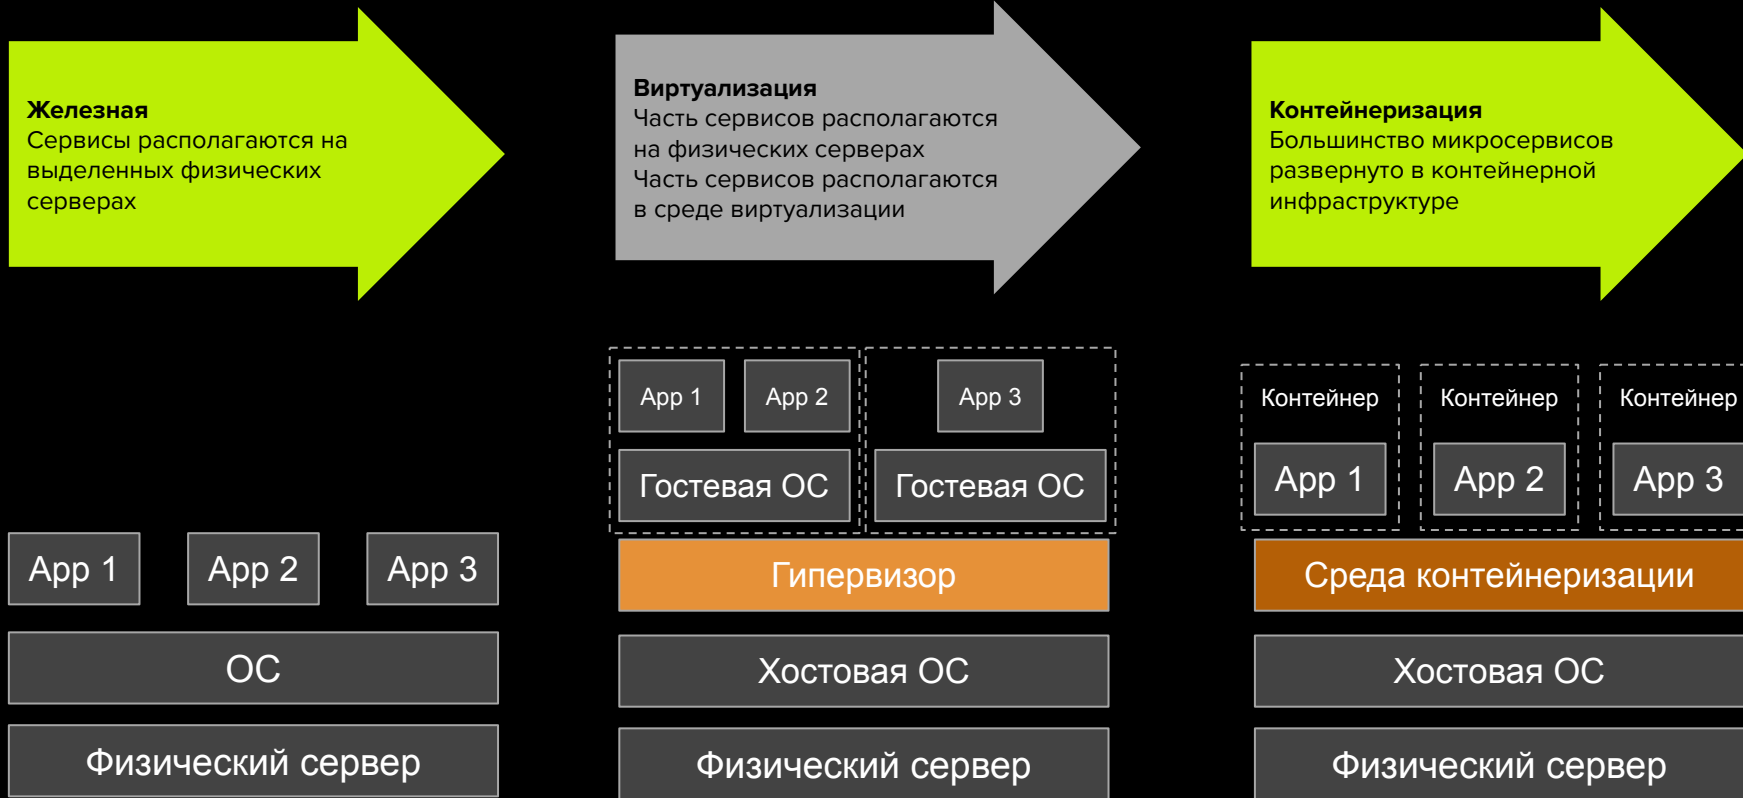 Железная
Сервисы располагаются на
выделенных физических
серверах
Виртуализация
Часть сервисов располагаются
на физических серверах
Часть сервисов располагаются
в среде виртуализации
Контейнеризация
Большинство микросервисов
развернуто в контейнерной
инфраструктуре
App 1
App 2
App 3
ОС
Физический сервер
App 1
App 2
App 3
Гостевая ОС
Гостевая ОС
Гипервизор
Хостовая ОС
Физический сервер
Контейнер
Контейнер
Контейнер
App 1
App 2
App 3
Среда контейнеризации
Хостовая ОС
Физический сервер